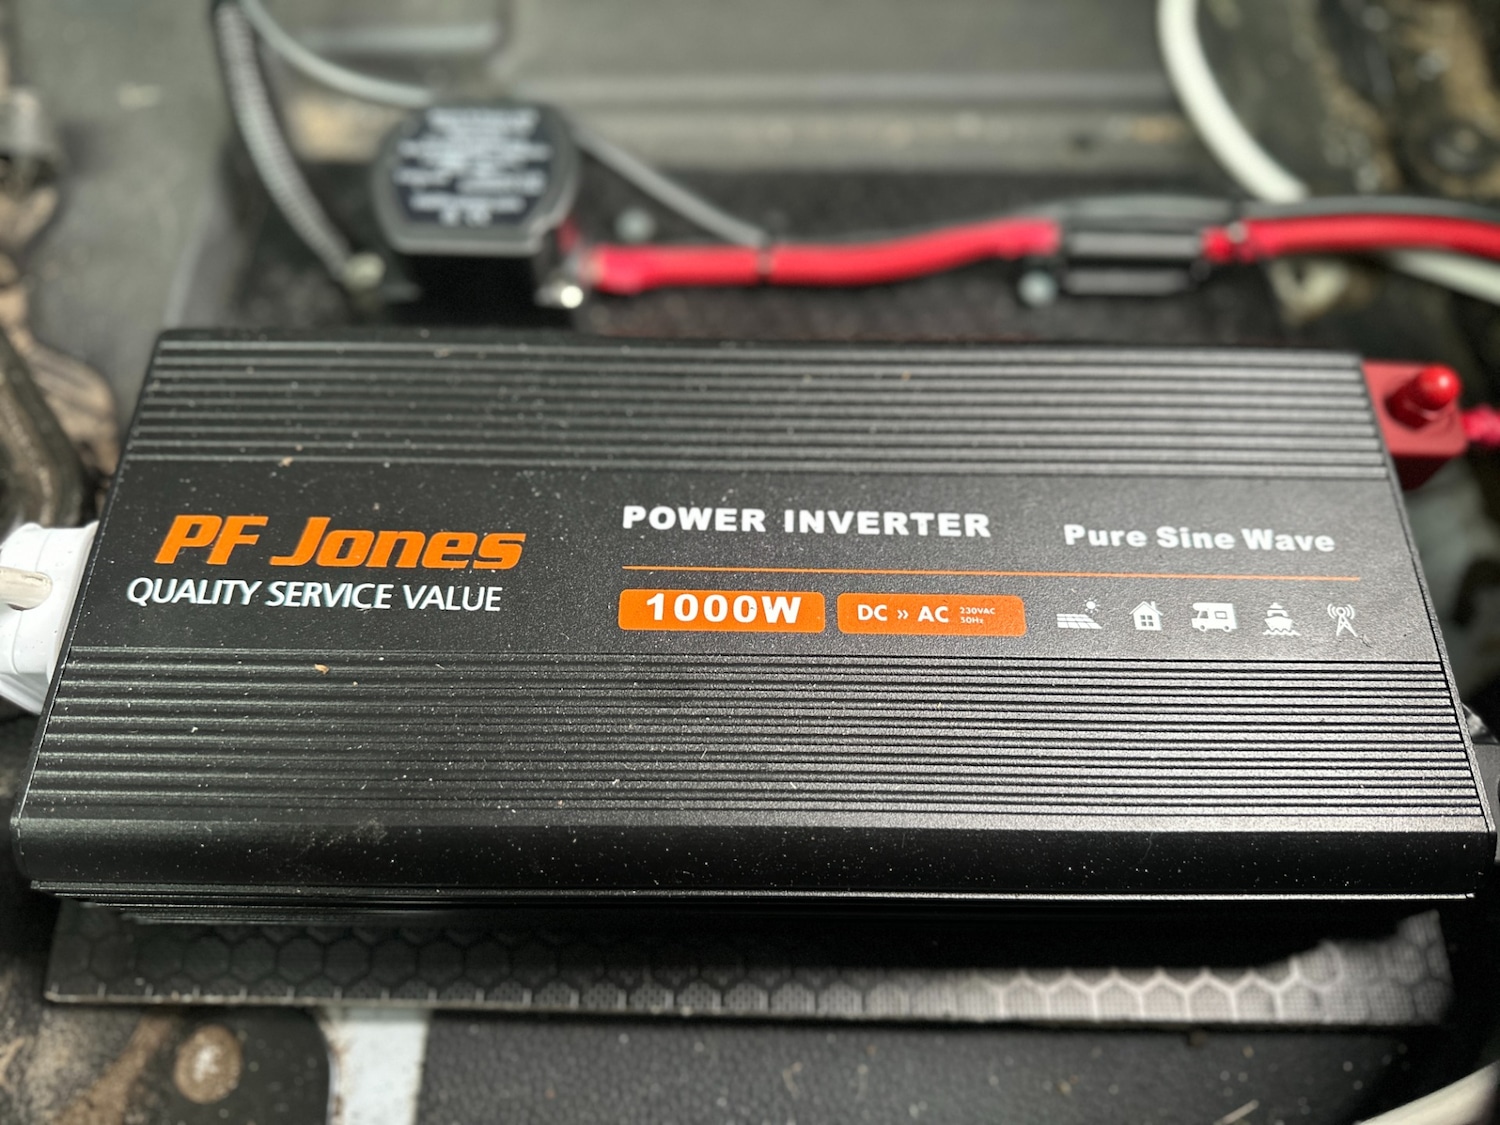 PF Jones
QUALITY SERVICE VALUE
POWER INVERTER
Pure Sine Wave
1000W
DC » AC
230VAC
50Hz